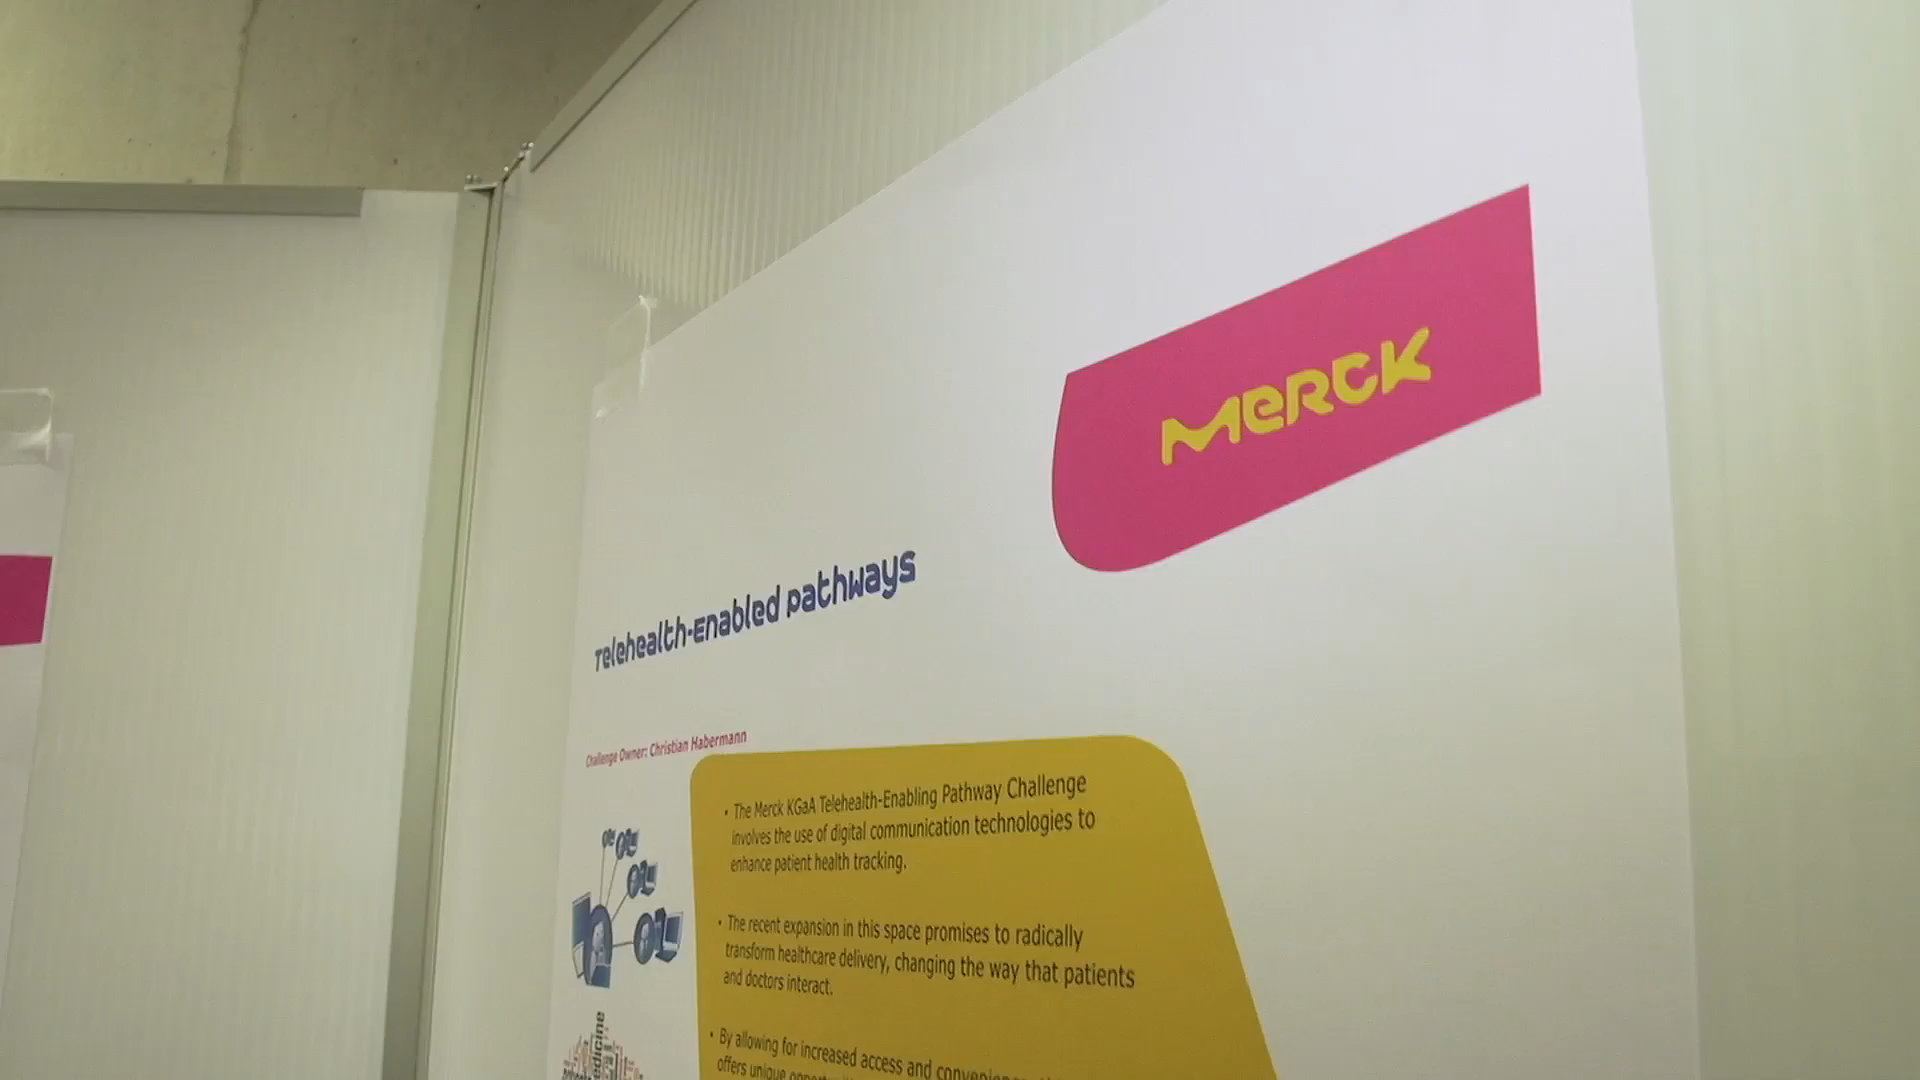 Merck
Telehealth-Enabled Pathways
Challenge Owner: Christian Habermann
• The Merck KGaA Telehealth-Enabling Pathway Challenge
involves the use of digital communication technologies to
enhance patient health tracking.
• The recent expansion in this space promises to radically
transform healthcare delivery, changing the way that patients
and doctors interact.
• By allowing for increased access and
offers unique